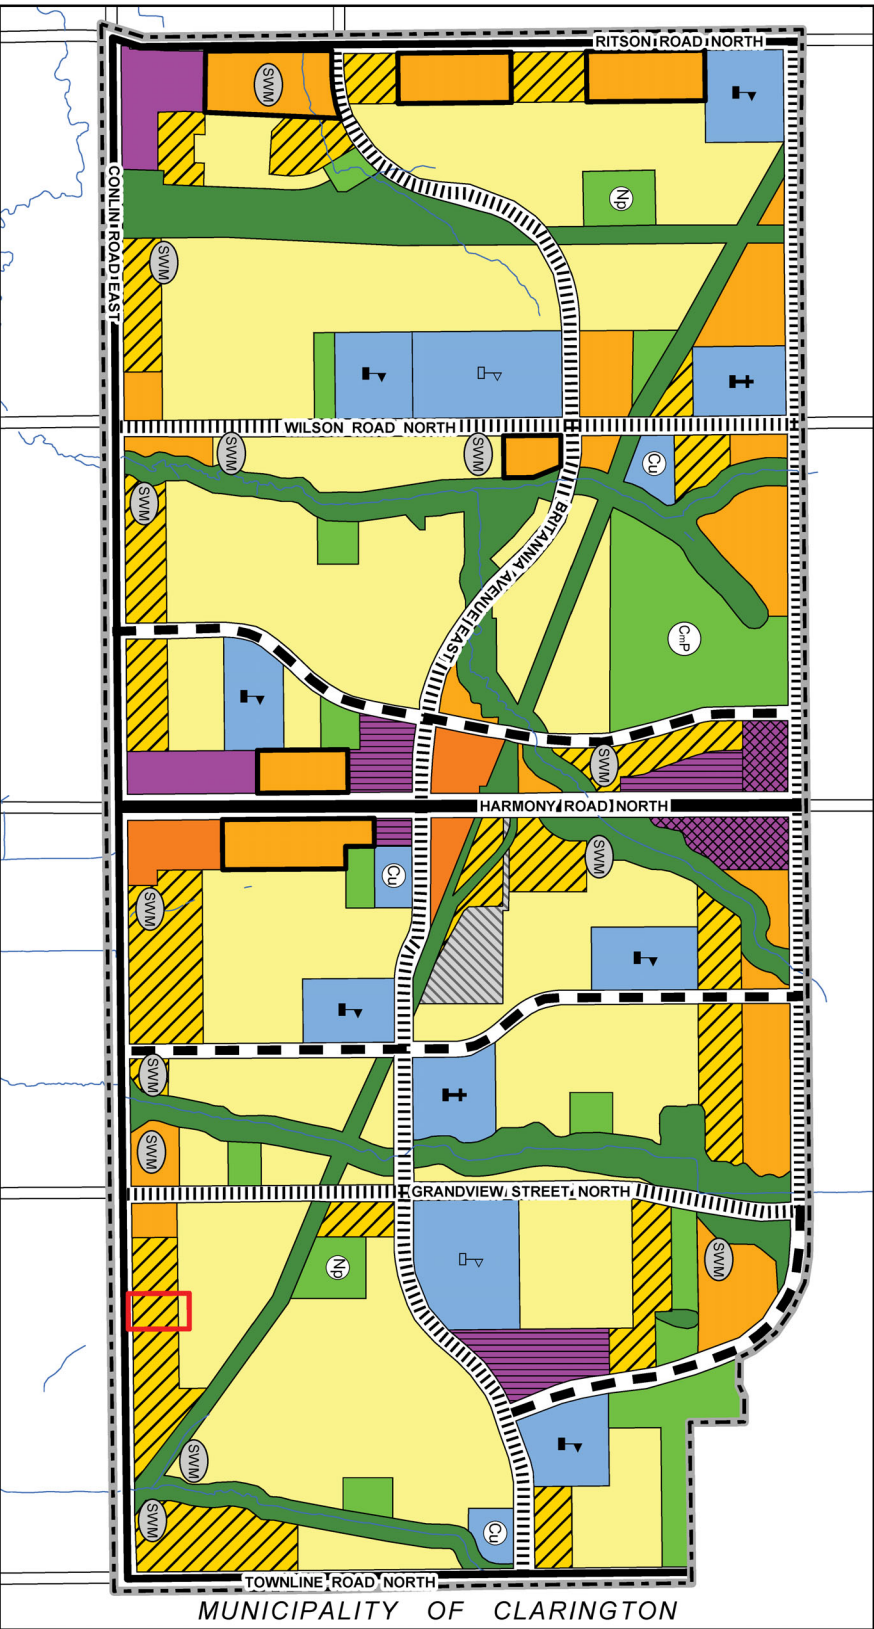 RITSON ROAD NORTH
SWM
Np
CONLIN ROAD EAST
SWM
WILSON ROAD NORTH
SWM
SWM
Cu
SWM
BRITANNIA AVENUE EAST
CmP
SWM
HARMONY ROAD NORTH
SWM
Cu
SWM
SWM
SWM
GRANDVIEW STREET NORTH
SWM
Np
SWM
SWM
Cu
TOWNLINE ROAD NORTH
MUNICIPALITY OF CLARINGTON